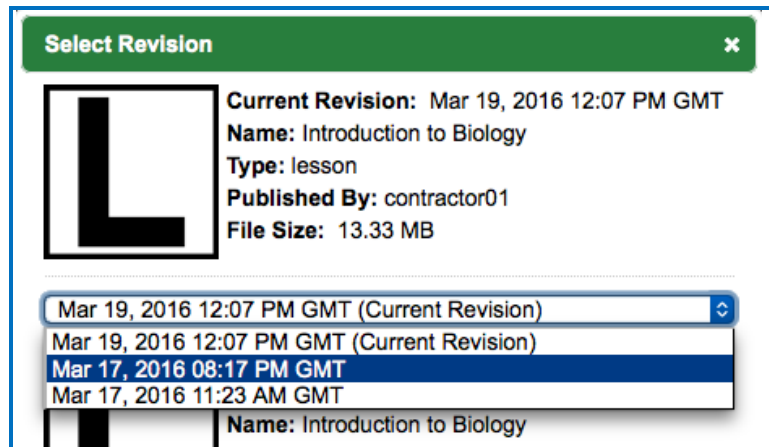 Select Revision ×
L
Current Revision: Mar 19, 2016 12:07 PM GMT
Name: Introduction to Biology
Type: lesson
Published By: contractor01
File Size: 13.33 MB
Mar 19, 2016 12:07 PM GMT (Current Revision)
Mar 19, 2016 12:07 PM GMT (Current Revision)
Mar 17, 2016 08:17 PM GMT
Mar 17, 2016 11:23 AM GMT
Name: Introduction to Biology